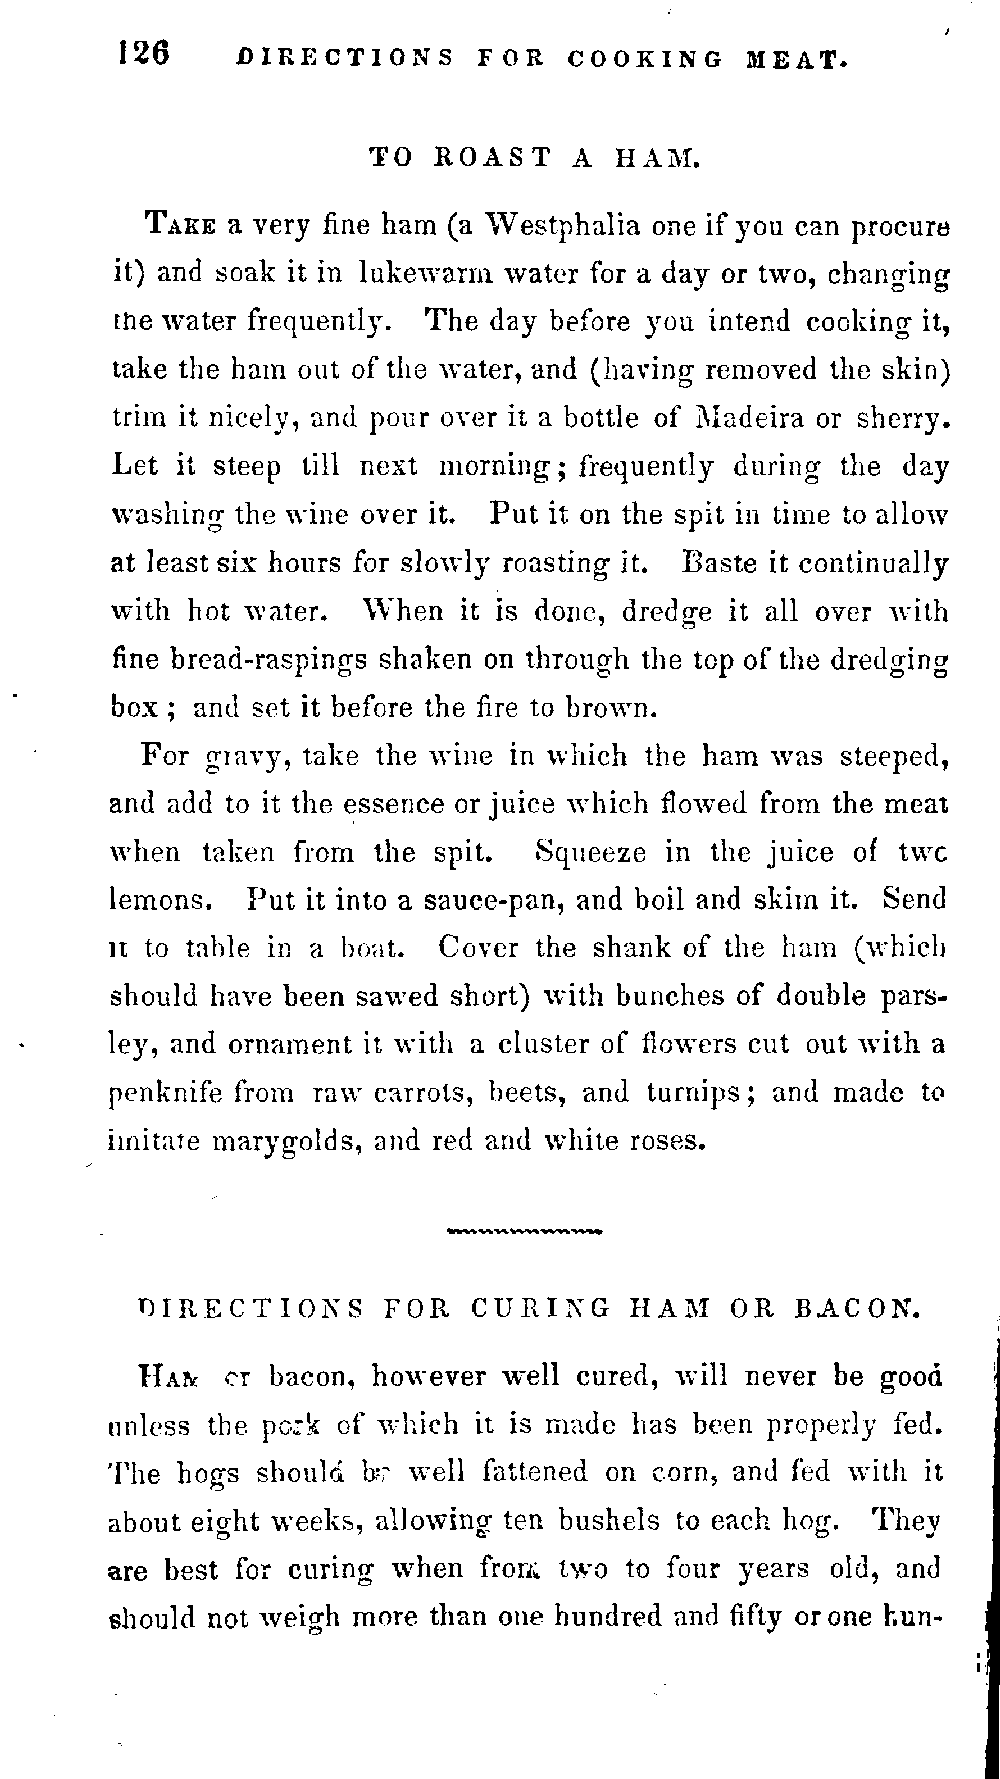 126 DIRECTIONS FOR COOKING MEAT.
TO ROAST A HAM.
TAKE a very fine ham (a Westphalia one if you can procure
it) and soak it in lukewarm water for a day or two, changing
the water frequently. The day before you intend cooking it,
take the ham out of the water, and (having removed the skin)
trim it nicely, and pour over it a bottle of Madeira or sherry.
Let it steep till next morning; frequently during the day
washing the wine over it. Put it on the spit in time to allow
at least six hours for slowly roasting it. Baste it continually
with hot water. When it is done, dredge it all over with
fine bread-raspings shaken on through the top of the dredging
box; and set it before the fire to brown.
For gravy, take the wine in which the ham was steeped,
and add to it the essence or juice which flowed from the meat
when taken from the spit. Squeeze in the juice of two
lemons. Put it into a sauce-pan, and boil and skim it. Send
it to table in a boat. Cover the shank of the ham (which
should have been sawed short) with bunches of double pars-
ley, and ornament it with a cluster of flowers cut out with a
penknife from raw carrots, beets, and turnips; and made to
imitate marygolds, and red and white roses.
DIRECTIONS FOR CURING HAM OR BACON.
HAM or bacon, however well cured, will never be good
unless the pork of which it is made has been properly fed.
The hogs should be well fattened on corn, and fed with it
about eight weeks, allowing ten bushels to each hog. They
are best for curing when from two to four years old, and
should not weigh more than one hundred and fifty or one hun-